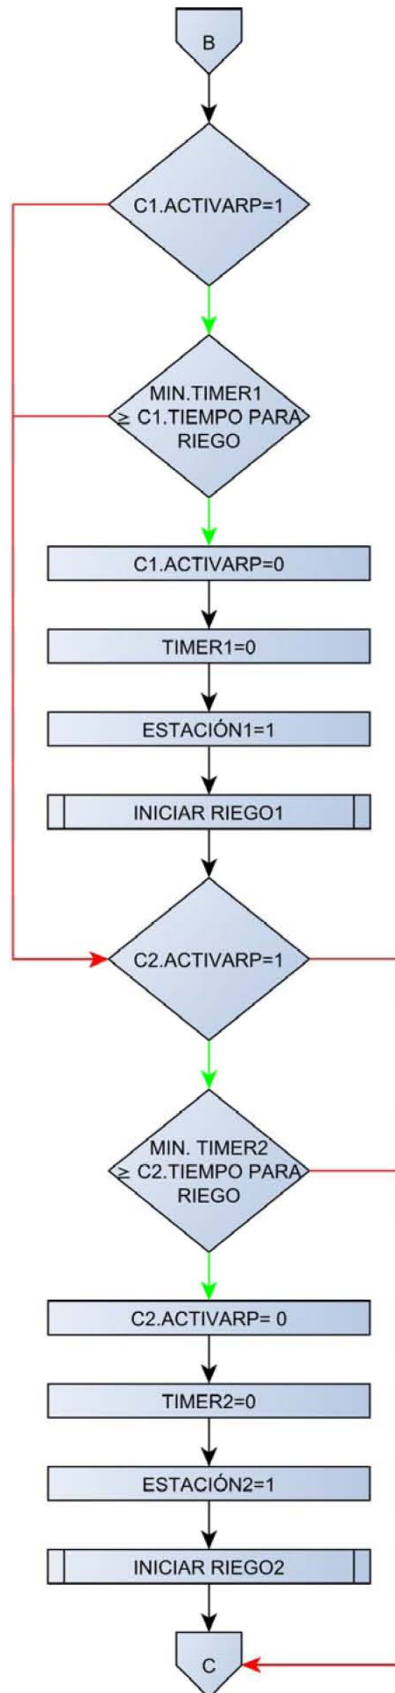 B
C1.ACTIVARP=1
MIN.TIMER1
≥ C1.TIEMPO PARA
RIEGO
C1.ACTIVARP=0
TIMER1=0
ESTACIÓN1=1
INICIAR RIEGO1
C2.ACTIVARP=1
MIN. TIMER2
≥ C2.TIEMPO PARA
RIEGO
C2.ACTIVARP= 0
TIMER2=0
ESTACIÓN2=1
INICIAR RIEGO2
C